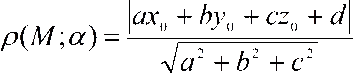 ρ(M;α) = |ax₀ + by₀ + cz₀ + d| / √(a² + b² + c²)